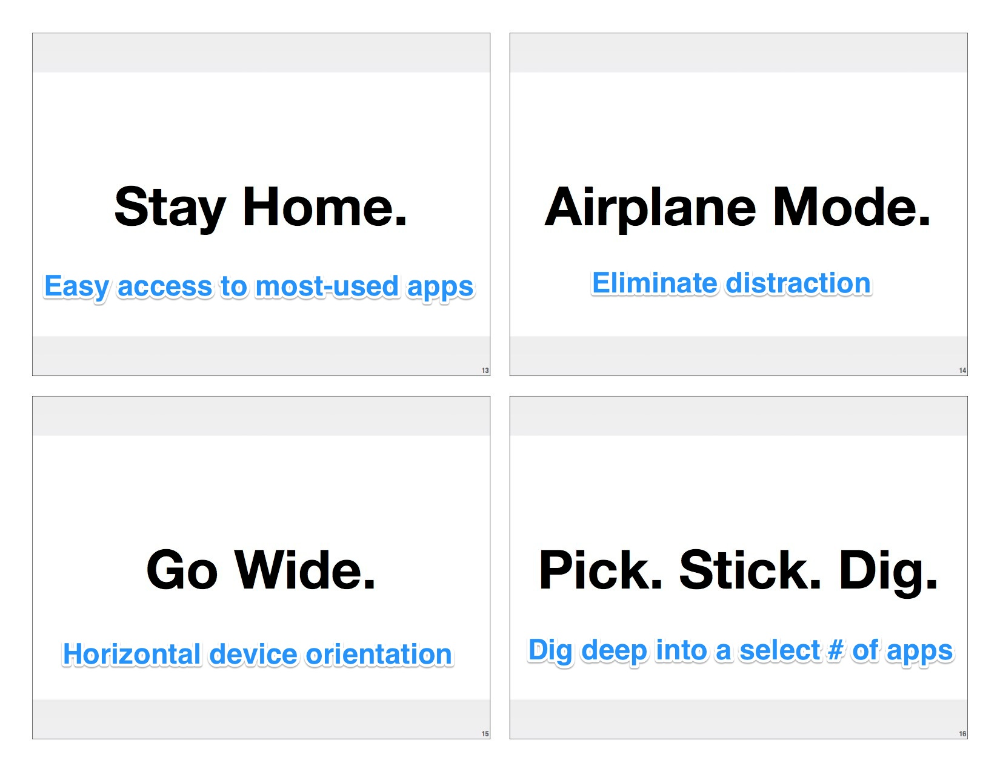 Stay Home.
Easy access to most-used apps
13
Airplane Mode.
Eliminate distraction
14
Go Wide.
Horizontal device orientation
15
Pick. Stick. Dig.
Dig deep into a select # of apps
16